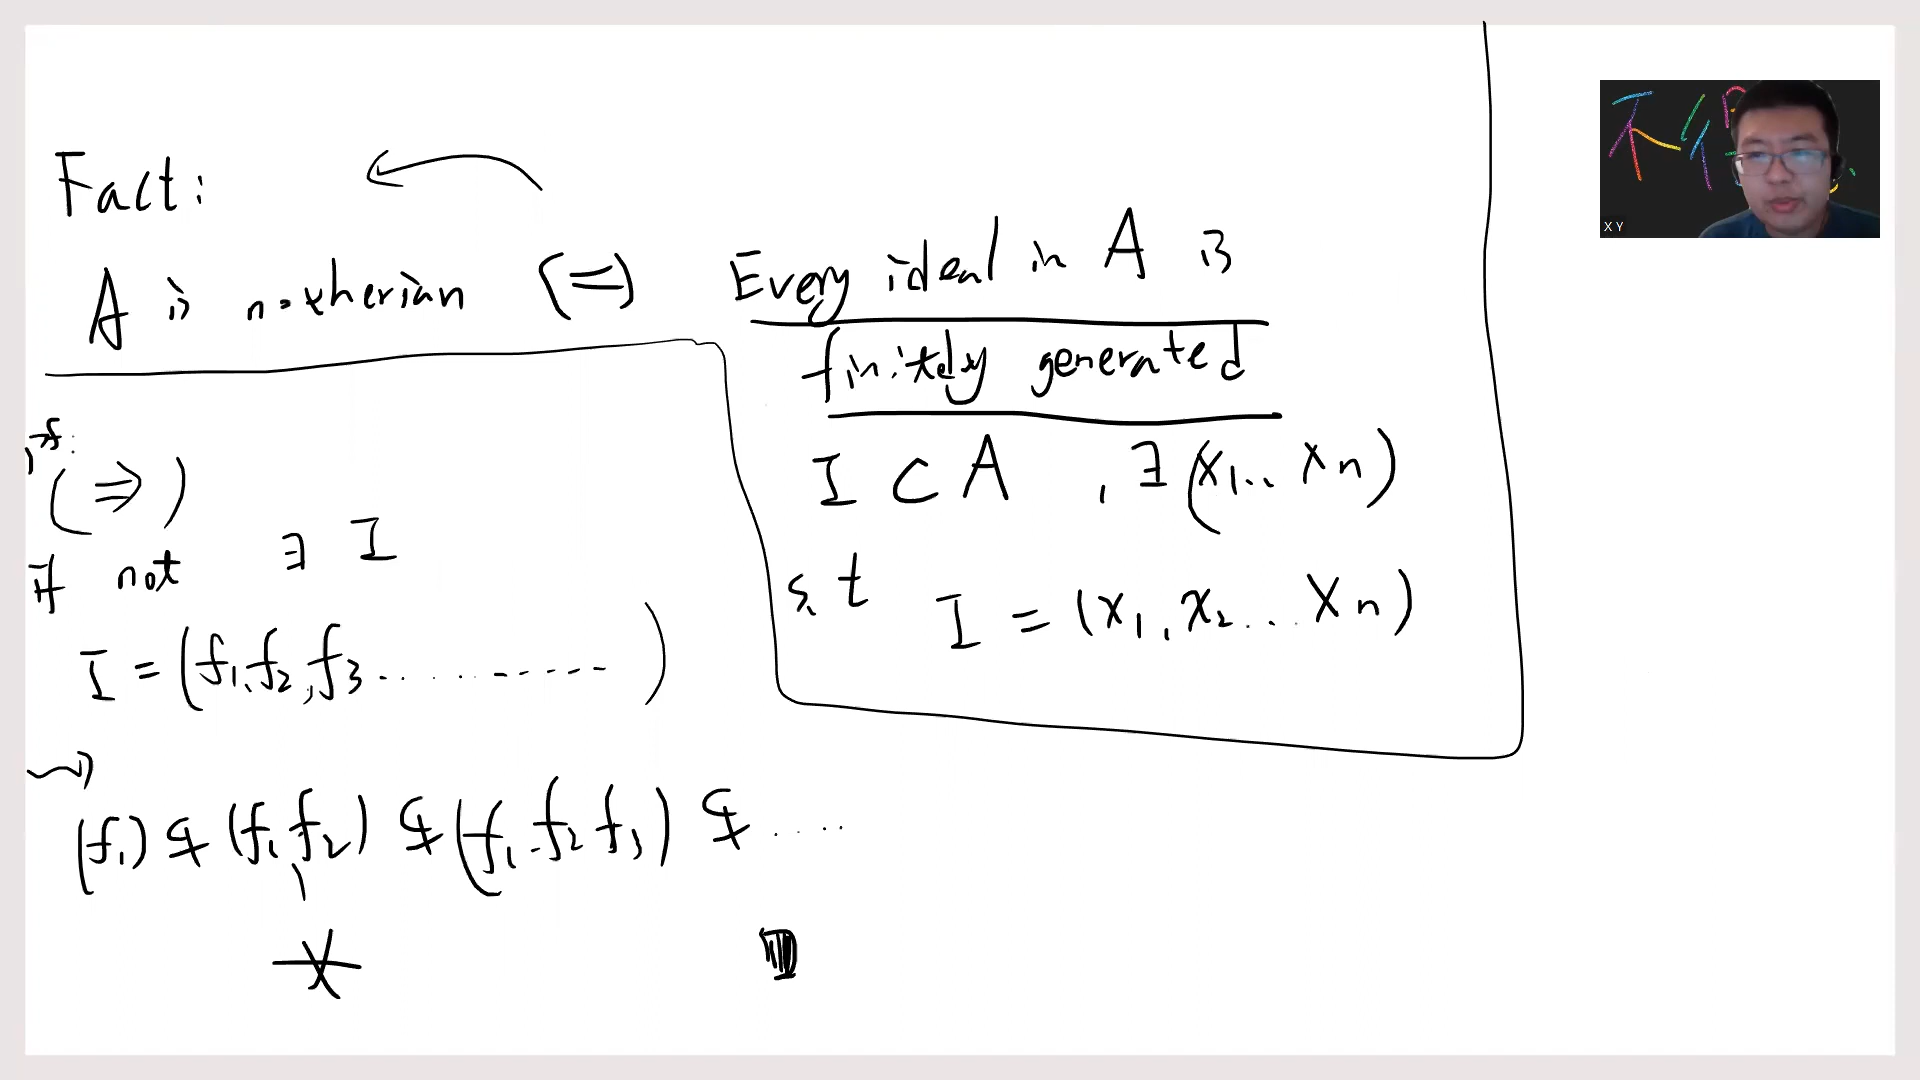 Fact:
A is noetherian (=) Every ideal in A is
finitely generated
I ⊂ A , ∃ (x₁.. xₙ)
s.t I = (x₁, x₂... xₙ)
pf:
(⇒)
if not ∃ I
I = (f₁, f₂, f₃ ..............)
(f₁) ⊊ (f₁, f₂) ⊊ (f₁, f₂ f₃) ⊊ ....
X Y